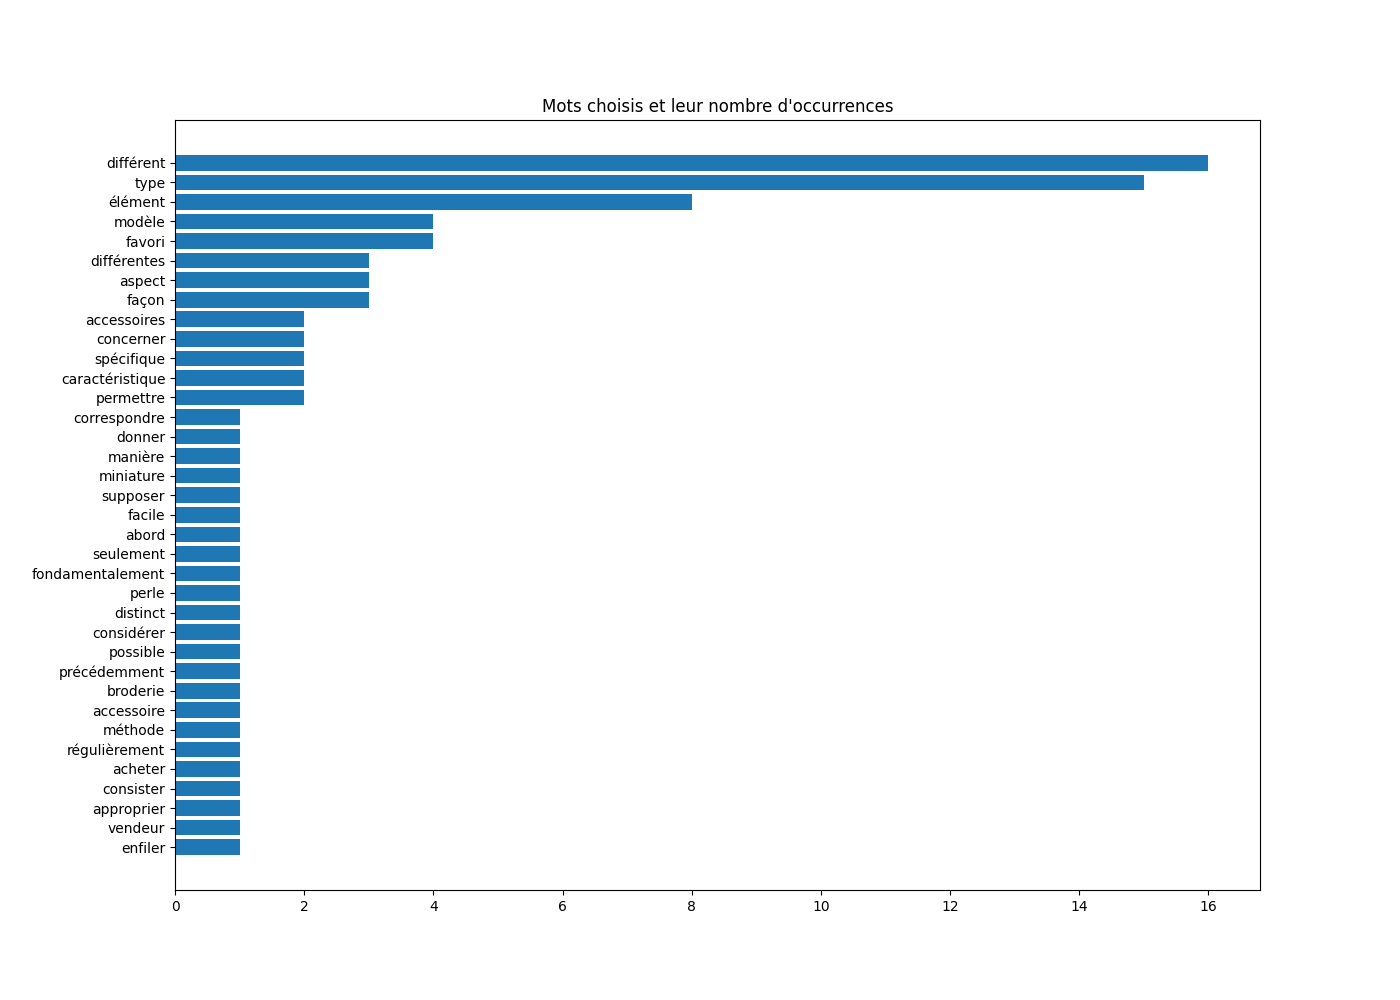 Mots choisis et leur nombre d'occurrences
différent
type
élément
modèle
favori
différentes
aspect
façon
accessoires
concerner
spécifique
caractéristique
permettre
correspondre
donner
manière
miniature
supposer
facile
abord
seulement
fondamentalement
perle
distinct
considérer
possible
précédemment
broderie
accessoire
méthode
régulièrement
acheter
consister
approprier
vendeur
enfiler
0 2 4 6 8 10 12 14 16